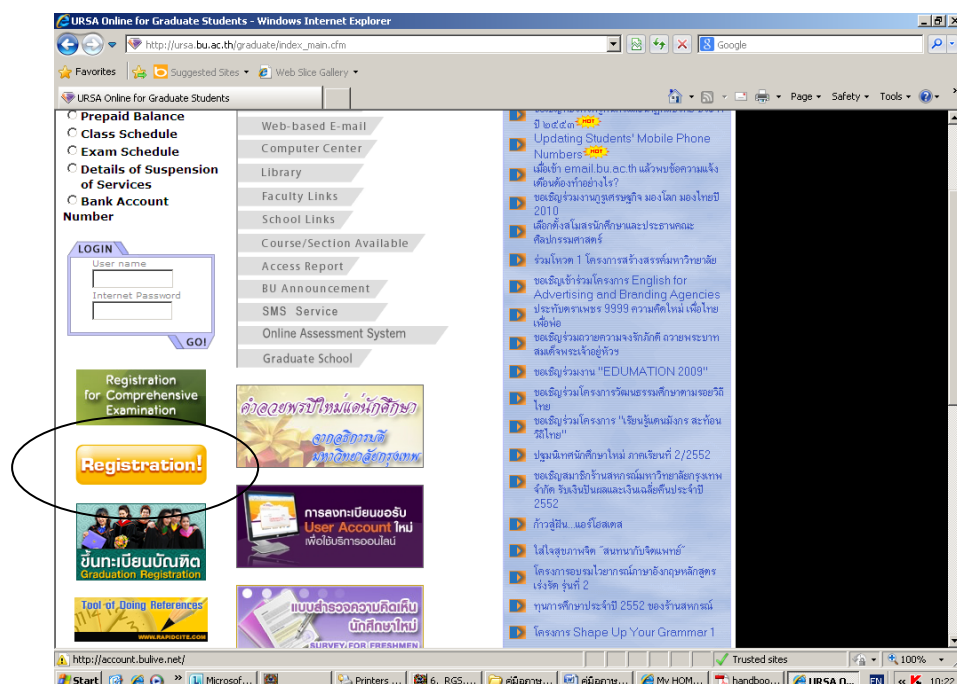 URSA Online for Graduate Students - Windows Internet Explorer
http://ursa.bu.ac.th/graduate/index_main.cfm
Google
Favorites
Suggested Sites
Web Slice Gallery
URSA Online for Graduate Students
Page
Safety
Tools
Prepaid Balance
Class Schedule
Exam Schedule
Details of Suspension
of Services
Bank Account
Number
LOGIN
User name
Internet Password
GO!
Registration
for Comprehensive
Examination
Registration!
ขึ้นทะเบียนบัณฑิต
Graduation Registration
Tool of Doing References
WWW.RAPIDCITE.COM
Web-based E-mail
Computer Center
Library
Faculty Links
School Links
Course/Section Available
Access Report
BU Announcement
SMS Service
Online Assessment System
Graduate School
คำอวยพรปีใหม่แด่นักศึกษา
จากอธิการบดี
มหาวิทยาลัยกรุงเทพ
การลงทะเบียนขอรับ
User Account ใหม่
เพื่อใช้บริการออนไลน์
แบบสำรวจความคิดเห็น
นักศึกษาใหม่
SURVEY FOR FRESHMEN
ปี ๒๕๕๓ HOT
Updating Students' Mobile Phone
Numbers HOT
เมื่อเข้า email.bu.ac.th แล้วพบข้อความแจ้ง
เตือนต้องทำอย่างไร?
ขอเชิญร่วมงานกูรูเศรษฐกิจ มองโลก มองไทยปี
2010
เลือกตั้งสโมสรนักศึกษาและประธานคณะ
ศิลปกรรมศาสตร์
ร่วมโหวต 1 โครงการสร้างสรรค์มหาวิทยาลัย
ขอเชิญเข้าร่วมโครงการ English for
Advertising and Branding Agencies
ประทับตราเพชร 9999 ความคิดใหม่ เพื่อไทย
เพื่อพ่อ
ขอเชิญร่วมถวายความจงรักภักดี ถวายพระบาท
สมเด็จพระเจ้าอยู่หัวฯ
ขอเชิญร่วมงาน "EDUMATION 2009"
ขอเชิญร่วมโครงการวัฒนธรรมศึกษาตามรอยวิถี
ไทย
ขอเชิญร่วมโครงการ "เรียนรู้แดนมังกร สะท้อน
วิถีไทย"
ปฐมนิเทศนักศึกษาใหม่ ภาคเรียนที่ 2/2552
ขอเชิญสมาชิกร้านสหกรณ์มหาวิทยาลัยกรุงเทพ
จำกัด รับเงินปันผลและเงินเฉลี่ยคืนประจำปี
2552
ก้าวสู่ฝัน...แอร์โฮสเตส
ใส่ใจสุขภาพจิต "สนทนากับจิตแพทย์"
โครงการอบรมไวยากรณ์ภาษาอังกฤษหลักสูตร
เร่งรัด รุ่นที่ 2
ทุนการศึกษาประจำปี 2552 ของร้านสหกรณ์
โครงการ Shape Up Your Grammar 1
http://account.bulive.net/
Trusted sites
100%
Start
Microsof...
Printers ...
6. RGS....
คู่มือการ...
คู่มือการ...
My HOM...
handboo...
URSA O...
EN
10:22